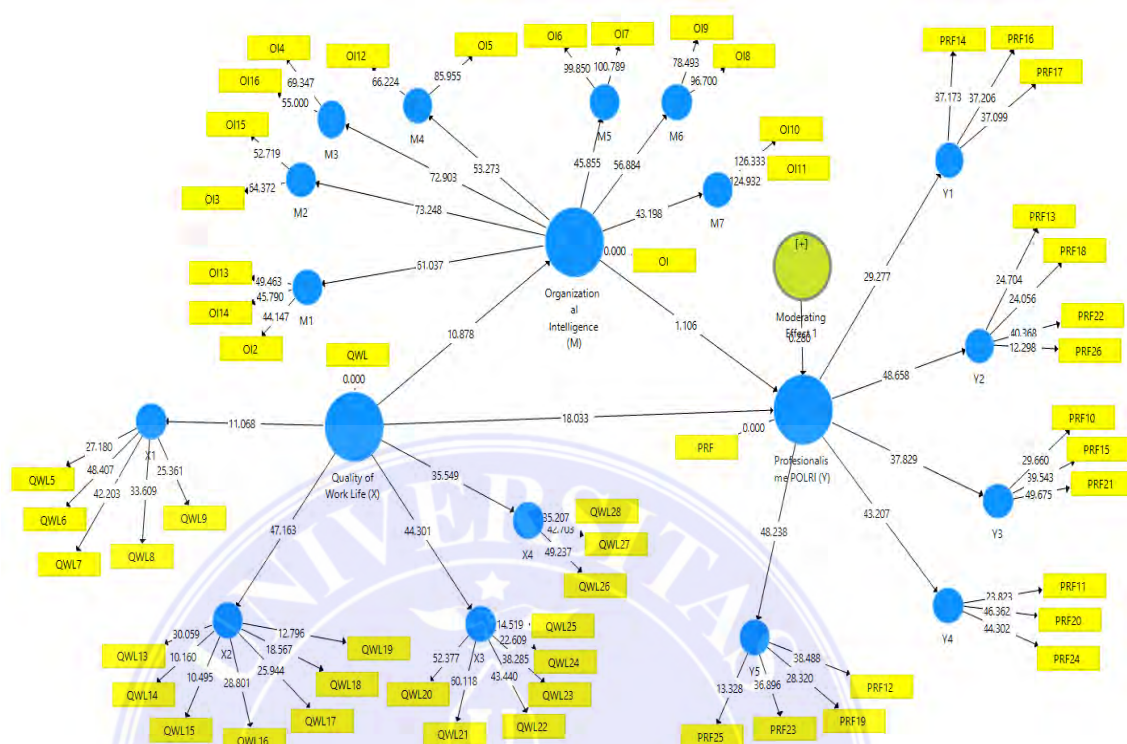 OI4
OI12
OI5
OI6
OI7
OI9
OI8
PRF14
PRF16
PRF17
OI16
69.347
55.000
66.224
85.955
99.850
100.789
78.493
96.700
37.173
37.206
37.099
OI15
52.719
M3
M4
M5
M6
OI10
OI11
126.333
124.932
M7
Y1
OI3
64.372
M2
72.903
53.273
45.855
56.884
43.198
73.248
61.037
OI13
OI14
OI2
49.463
45.790
44.147
M1
0.000
OI
Organization
al
Intelligence
(M)
[+]
Moderating
Effect 1
0.280
29.277
PRF13
PRF18
PRF22
PRF26
24.704
24.056
40.368
12.298
Y2
10.878
1.106
QWL
0.000
48.658
11.068
18.033
Quality of
Work Life (X)
PRF
0.000
Profesionalis
me POLRI (Y)
X1
27.180
48.407
42.203
33.609
25.361
QWL5
QWL6
QWL7
QWL8
QWL9
35.549
37.829
PRF10
PRF15
PRF21
29.660
39.543
49.675
Y3
47.163
44.301
X4
35.207
42.703
49.237
QWL28
QWL27
QWL26
48.238
43.207
PRF11
PRF20
PRF24
23.823
46.362
44.302
Y4
X2
30.059
10.160
10.495
28.801
25.944
18.567
12.796
QWL13
QWL14
QWL15
QWL16
QWL17
QWL18
QWL19
X3
52.377
60.118
43.440
38.285
22.609
14.519
QWL20
QWL21
QWL22
QWL23
QWL24
QWL25
Y5
13.328
36.896
28.320
38.488
PRF25
PRF23
PRF19
PRF12
UNIVERSITAS